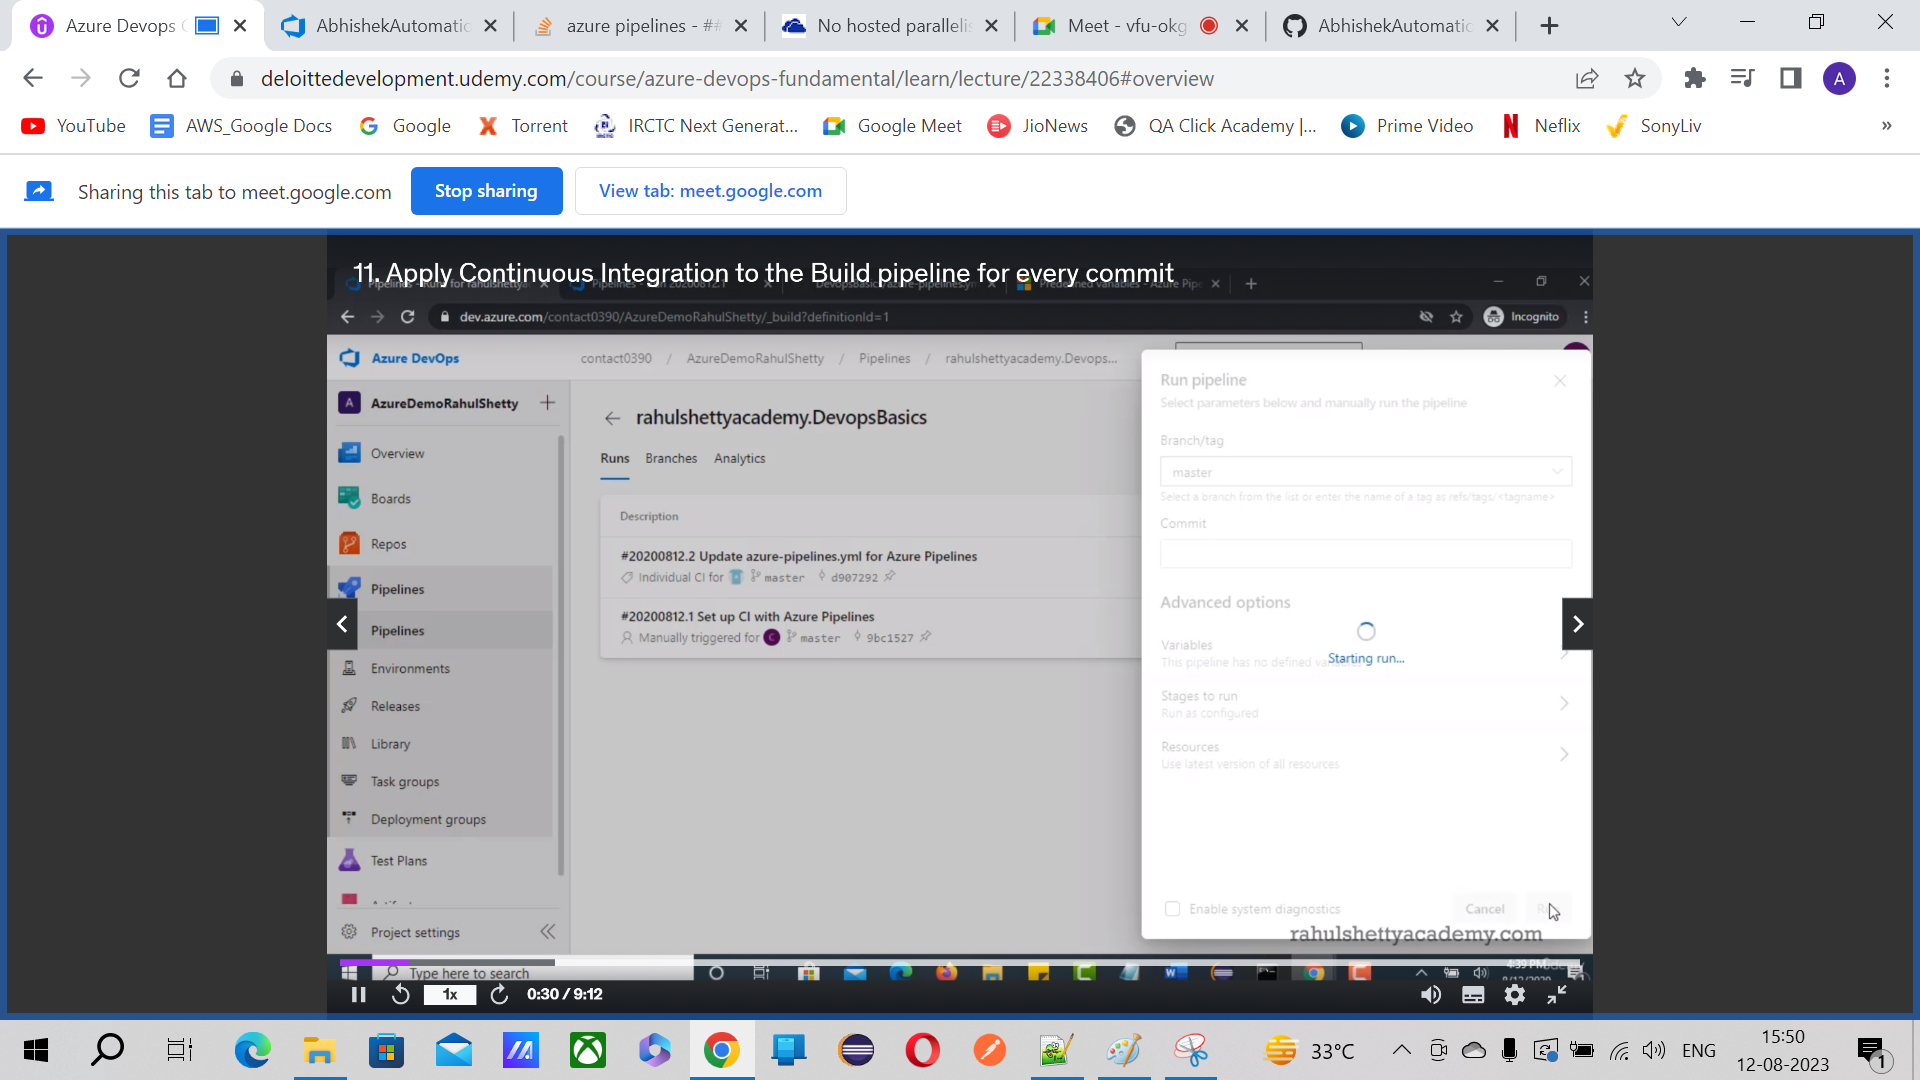 Azure Devops
AbhishekAutomatic
azure pipelines - ##
No hosted parallelis
Meet - vfu-okg
AbhishekAutomatic
deloittedevelopment.udemy.com/course/azure-devops-fundamental/learn/lecture/22338406#overview
A
YouTube
AWS_Google Docs
Google
Torrent
IRCTC Next Generat...
Google Meet
JioNews
QA Click Academy |...
Prime Video
Neflix
SonyLiv
»
Sharing this tab to meet.google.com
Stop sharing
View tab: meet.google.com
11. Apply Continuous Integration to the Build pipeline for every commit
dev.azure.com/contact0390/AzureDemoRahulShetty/_build?definitionId=1
Incognito
Azure DevOps
contact0390 / AzureDemoRahulShetty / Pipelines / rahulshettyacademy.Devops...
A AzureDemoRahulShetty
Overview
Boards
Repos
Pipelines
Pipelines
Environments
Releases
Library
Task groups
Deployment groups
Test Plans
Project settings
rahulshettyacademy.DevopsBasics
Runs
Branches
Analytics
Description
#20200812.2 Update azure-pipelines.yml for Azure Pipelines
Individual CI for master d907292
#20200812.1 Set up CI with Azure Pipelines
Manually triggered for C master 9bc1527
Run pipeline
Select parameters below and manually run the pipeline
Branch/tag
master
Select a branch from the list or enter the name of a tag as refs/tags/<tagname>
Commit
Advanced options
Variables
This pipeline has no defined
Starting run...
Stages to run
Run as configured
Resources
Use latest version of all resources
Enable system diagnostics
Cancel
rahulshettyacademy.com
Type here to search
4:39 PM
1x
0:30 / 9:12
33°C
ENG
15:50
12-08-2023
1